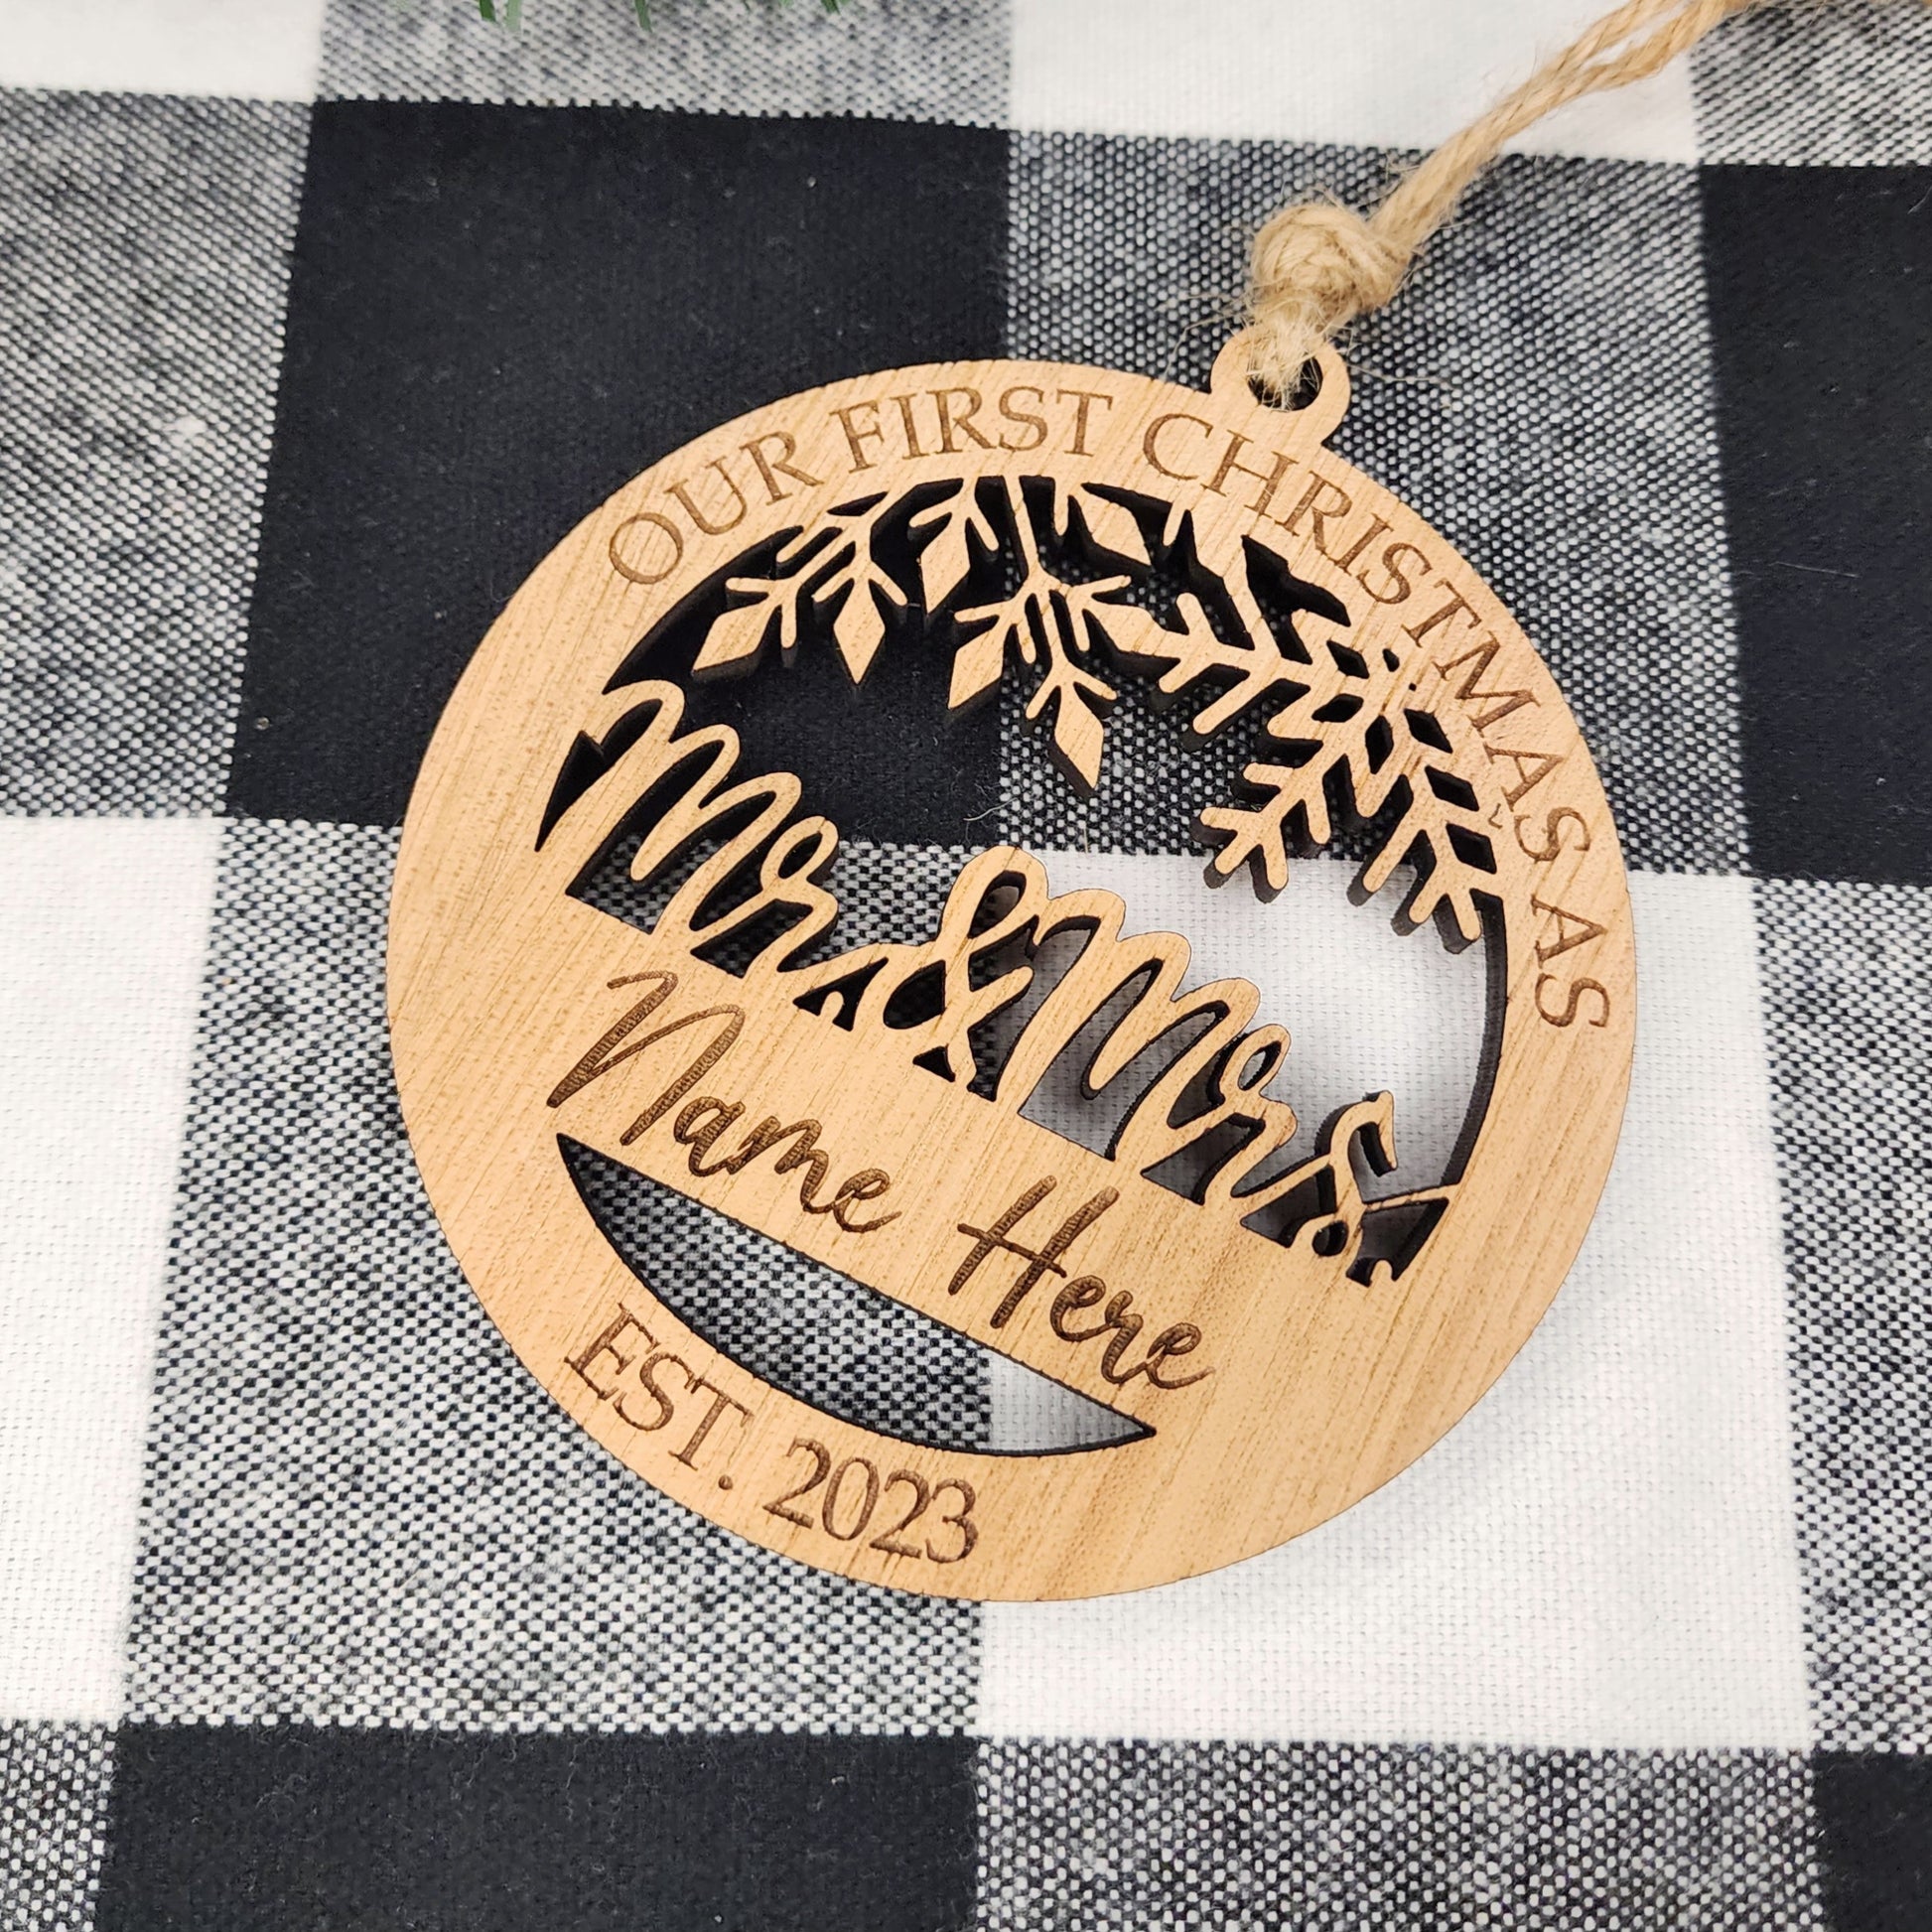 OUR FIRST CHRISTMAS AS
Mr & Mrs
Name Here
EST. 2023